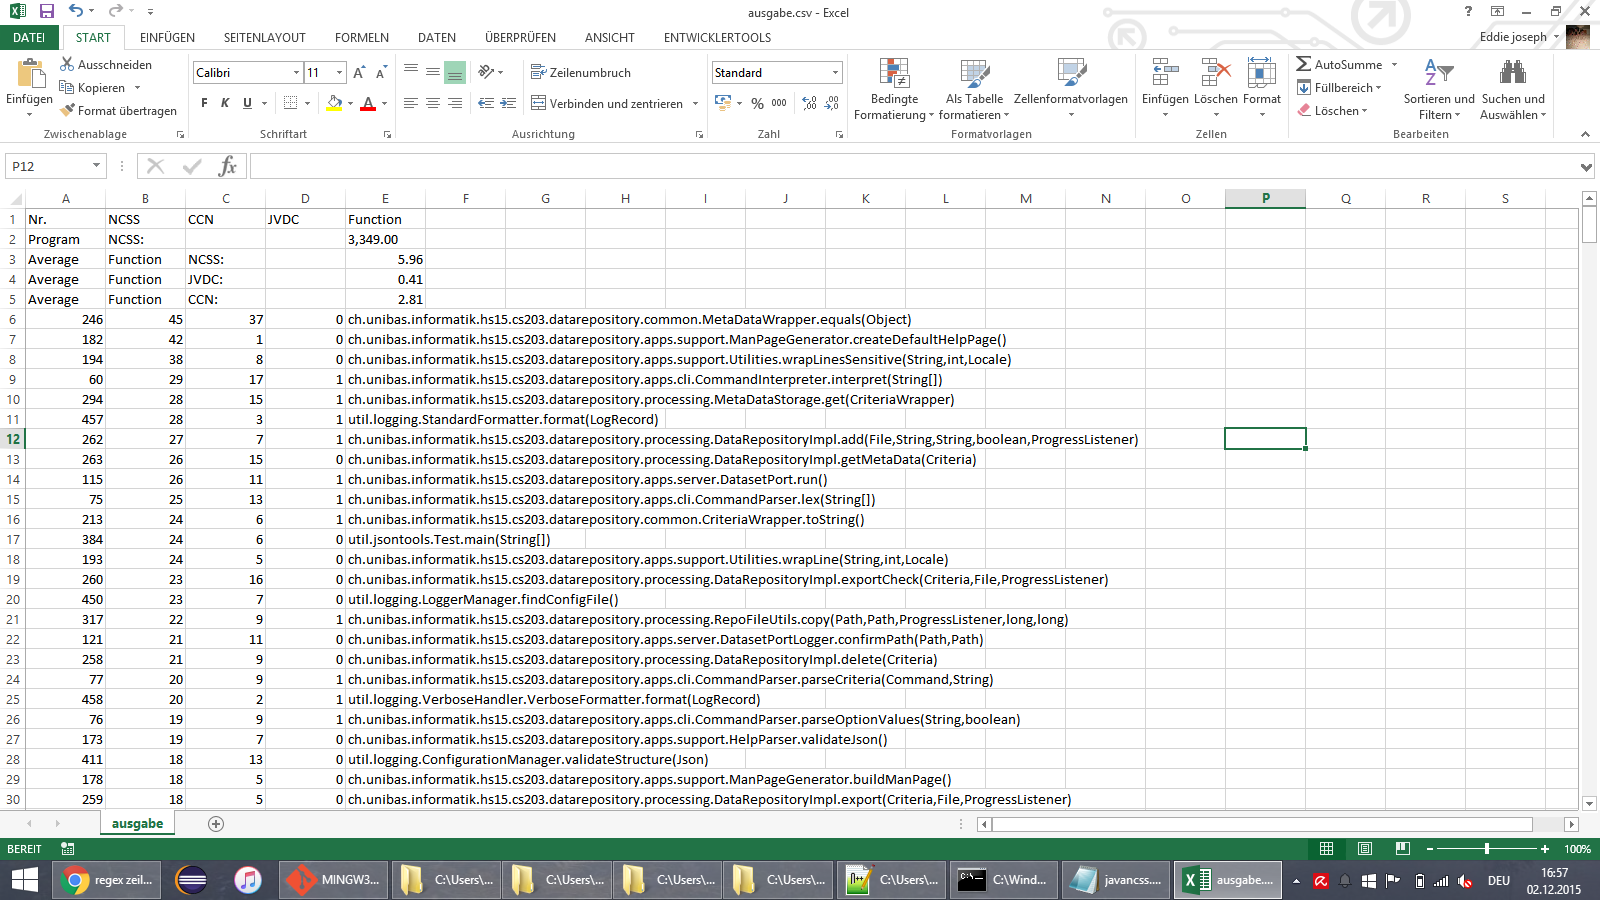 ausgabe.csv - Excel
?
DATEI START EINFÜGEN SEITENLAYOUT FORMELN DATEN ÜBERPRÜFEN ANSICHT ENTWICKLERTOOLS Eddie joseph
Einfügen
Ausschneiden
Kopieren
Format übertragen
Zwischenablage
Calibri 11
F K U
Schriftart
Zeilenumbruch
Verbinden und zentrieren
Ausrichtung
Standard
% 000
Zahl
Bedingte Formatierung
Als Tabelle formatieren
Zellenformatvorlagen
Formatvorlagen
Einfügen Löschen Format
Zellen
AutoSumme
Füllbereich
Löschen
Sortieren und Filtern
Suchen und Auswählen
Bearbeiten
P12 fx
A B C D E F G H I J K L M N O P Q R S
1 Nr. NCSS CCN JVDC Function
2 Program NCSS: 3,349.00
3 Average Function NCSS: 5.96
4 Average Function JVDC: 0.41
5 Average Function CCN: 2.81
6 246 45 37 0 ch.unibas.informatik.hs15.cs203.datarepository.common.MetaDataWrapper.equals(Object)
7 182 42 1 0 ch.unibas.informatik.hs15.cs203.datarepository.apps.support.ManPageGenerator.createDefaultHelpPage()
8 194 38 8 0 ch.unibas.informatik.hs15.cs203.datarepository.apps.support.Utilities.wrapLinesSensitive(String,int,Locale)
9 60 29 17 1 ch.unibas.informatik.hs15.cs203.datarepository.apps.cli.CommandInterpreter.interpret(String[])
10 294 28 15 1 ch.unibas.informatik.hs15.cs203.datarepository.processing.MetaDataStorage.get(CriteriaWrapper)
11 457 28 3 1 util.logging.StandardFormatter.format(LogRecord)
12 262 27 7 1 ch.unibas.informatik.hs15.cs203.datarepository.processing.DataRepositoryImpl.add(File,String,String,boolean,ProgressListener)
13 263 26 15 0 ch.unibas.informatik.hs15.cs203.datarepository.processing.DataRepositoryImpl.getMetaData(Criteria)
14 115 26 11 1 ch.unibas.informatik.hs15.cs203.datarepository.apps.server.DatasetPort.run()
15 75 25 13 1 ch.unibas.informatik.hs15.cs203.datarepository.apps.cli.CommandParser.lex(String[])
16 213 24 6 1 ch.unibas.informatik.hs15.cs203.datarepository.common.CriteriaWrapper.toString()
17 384 24 6 0 util.jsontools.Test.main(String[])
18 193 24 5 0 ch.unibas.informatik.hs15.cs203.datarepository.apps.support.Utilities.wrapLine(String,int,Locale)
19 260 23 16 0 ch.unibas.informatik.hs15.cs203.datarepository.processing.DataRepositoryImpl.exportCheck(Criteria,File,ProgressListener)
20 450 23 7 0 util.logging.LoggerManager.findConfigFile()
21 317 22 9 1 ch.unibas.informatik.hs15.cs203.datarepository.processing.RepoFileUtils.copy(Path,Path,ProgressListener,long,long)
22 121 21 11 0 ch.unibas.informatik.hs15.cs203.datarepository.apps.server.DatasetPortLogger.confirmPath(Path,Path)
23 258 21 9 0 ch.unibas.informatik.hs15.cs203.datarepository.processing.DataRepositoryImpl.delete(Criteria)
24 77 20 9 1 ch.unibas.informatik.hs15.cs203.datarepository.apps.cli.CommandParser.parseCriteria(Command,String)
25 458 20 2 1 util.logging.VerboseHandler.VerboseFormatter.format(LogRecord)
26 76 19 9 1 ch.unibas.informatik.hs15.cs203.datarepository.apps.cli.CommandParser.parseOptionValues(String,boolean)
27 173 19 7 0 ch.unibas.informatik.hs15.cs203.datarepository.apps.support.HelpParser.validateJson()
28 411 18 13 0 util.logging.ConfigurationManager.validateStructure(Json)
29 178 18 5 0 ch.unibas.informatik.hs15.cs203.datarepository.apps.support.ManPageGenerator.buildManPage()
30 259 18 5 0 ch.unibas.informatik.hs15.cs203.datarepository.processing.DataRepositoryImpl.export(Criteria,File,ProgressListener)
ausgabe
BEREIT 100%
regex zeil... MINGW3... C:\Users\... C:\Users\... C:\Users\... C:\Users\... C:\Users\... C:\Wind... javancss.... ausgabe.... DEU 16:57
02.12.2015